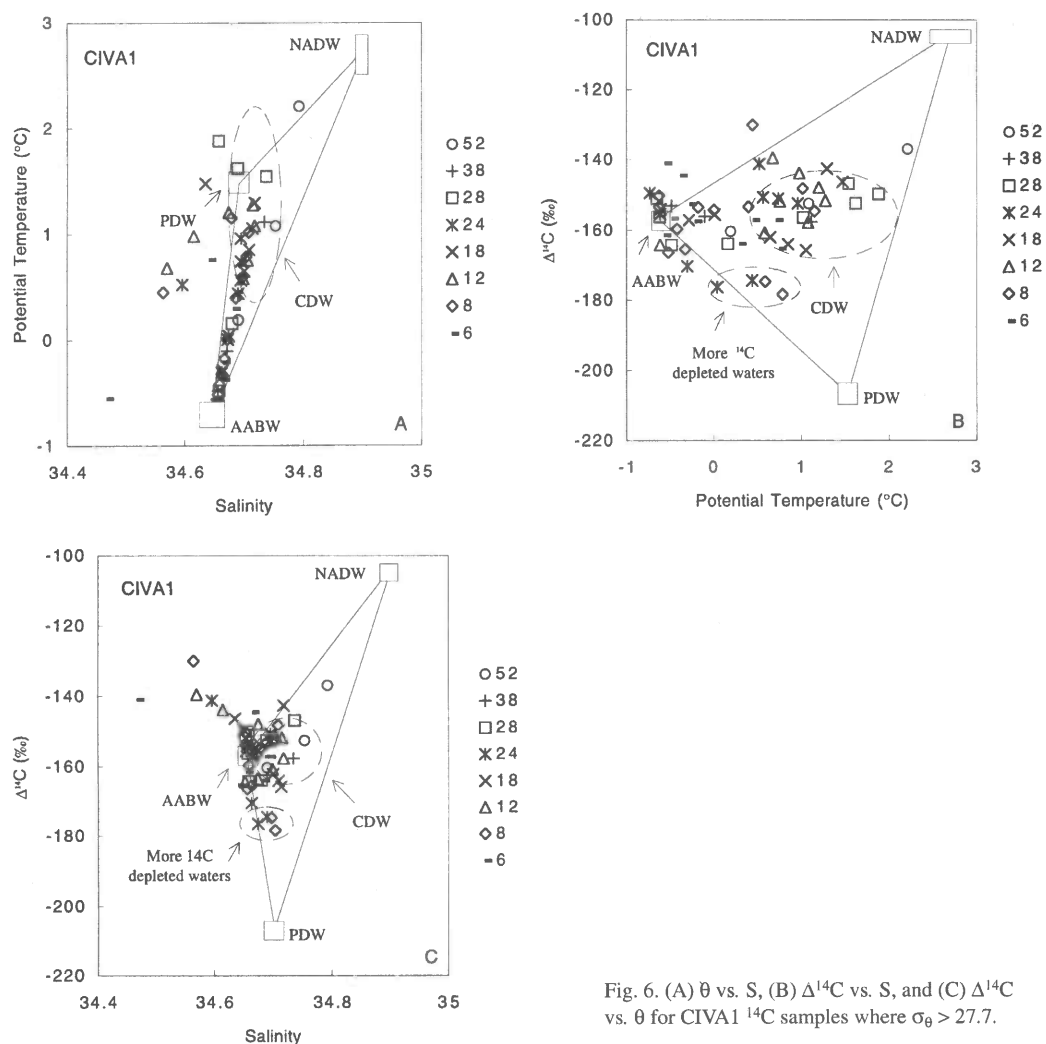 3
2
1
0
-1
34.4
34.6
34.8
35
Potential Temperature (°C)
Salinity
CIVA1
NADW
PDW
CDW
AABW
A
52
38
28
24
18
12
8
6
-100
-120
-140
-160
-180
-200
-220
-1
0
1
2
3
Δ¹⁴C (‰)
Potential Temperature (°C)
CIVA1
NADW
AABW
CDW
More ¹⁴C
depleted waters
PDW
B
52
38
28
24
18
12
8
6
-100
-120
-140
-160
-180
-200
-220
34.4
34.6
34.8
35
Δ¹⁴C (‰)
Salinity
CIVA1
NADW
AABW
CDW
More 14C
depleted waters
PDW
C
52
38
28
24
18
12
8
6
Fig. 6. (A) θ vs. S, (B) Δ¹⁴C vs. S, and (C) Δ¹⁴C
vs. θ for CIVA1 ¹⁴C samples where σ_θ > 27.7.